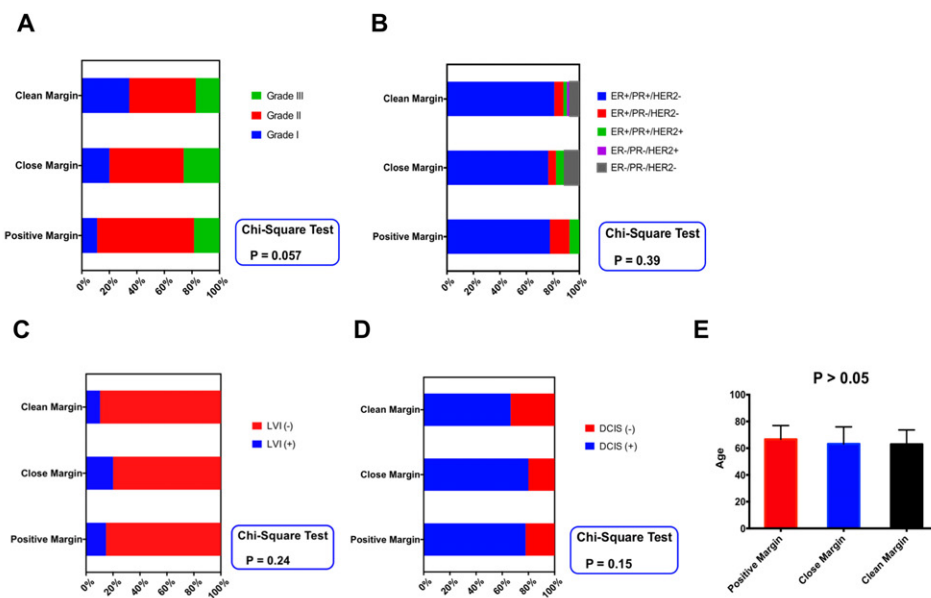 A
Clean Margin
Close Margin
Positive Margin
0%
20%
40%
60%
80%
100%
Grade III
Grade II
Grade I
Chi-Square Test
P = 0.057
B
Clean Margin
Close Margin
Positive Margin
0%
20%
40%
60%
80%
100%
ER+/PR+/HER2-
ER+/PR-/HER2-
ER+/PR+/HER2+
ER-/PR-/HER2+
ER-/PR-/HER2-
Chi-Square Test
P = 0.39
C
Clean Margin
Close Margin
Positive Margin
0%
20%
40%
60%
80%
100%
LVI (-)
LVI (+)
Chi-Square Test
P = 0.24
D
Clean Margin
Close Margin
Positive Margin
0%
20%
40%
60%
80%
100%
DCIS (-)
DCIS (+)
Chi-Square Test
P = 0.15
E
P > 0.05
Age
100
80
60
40
20
0
Positive Margin
Close Margin
Clean Margin